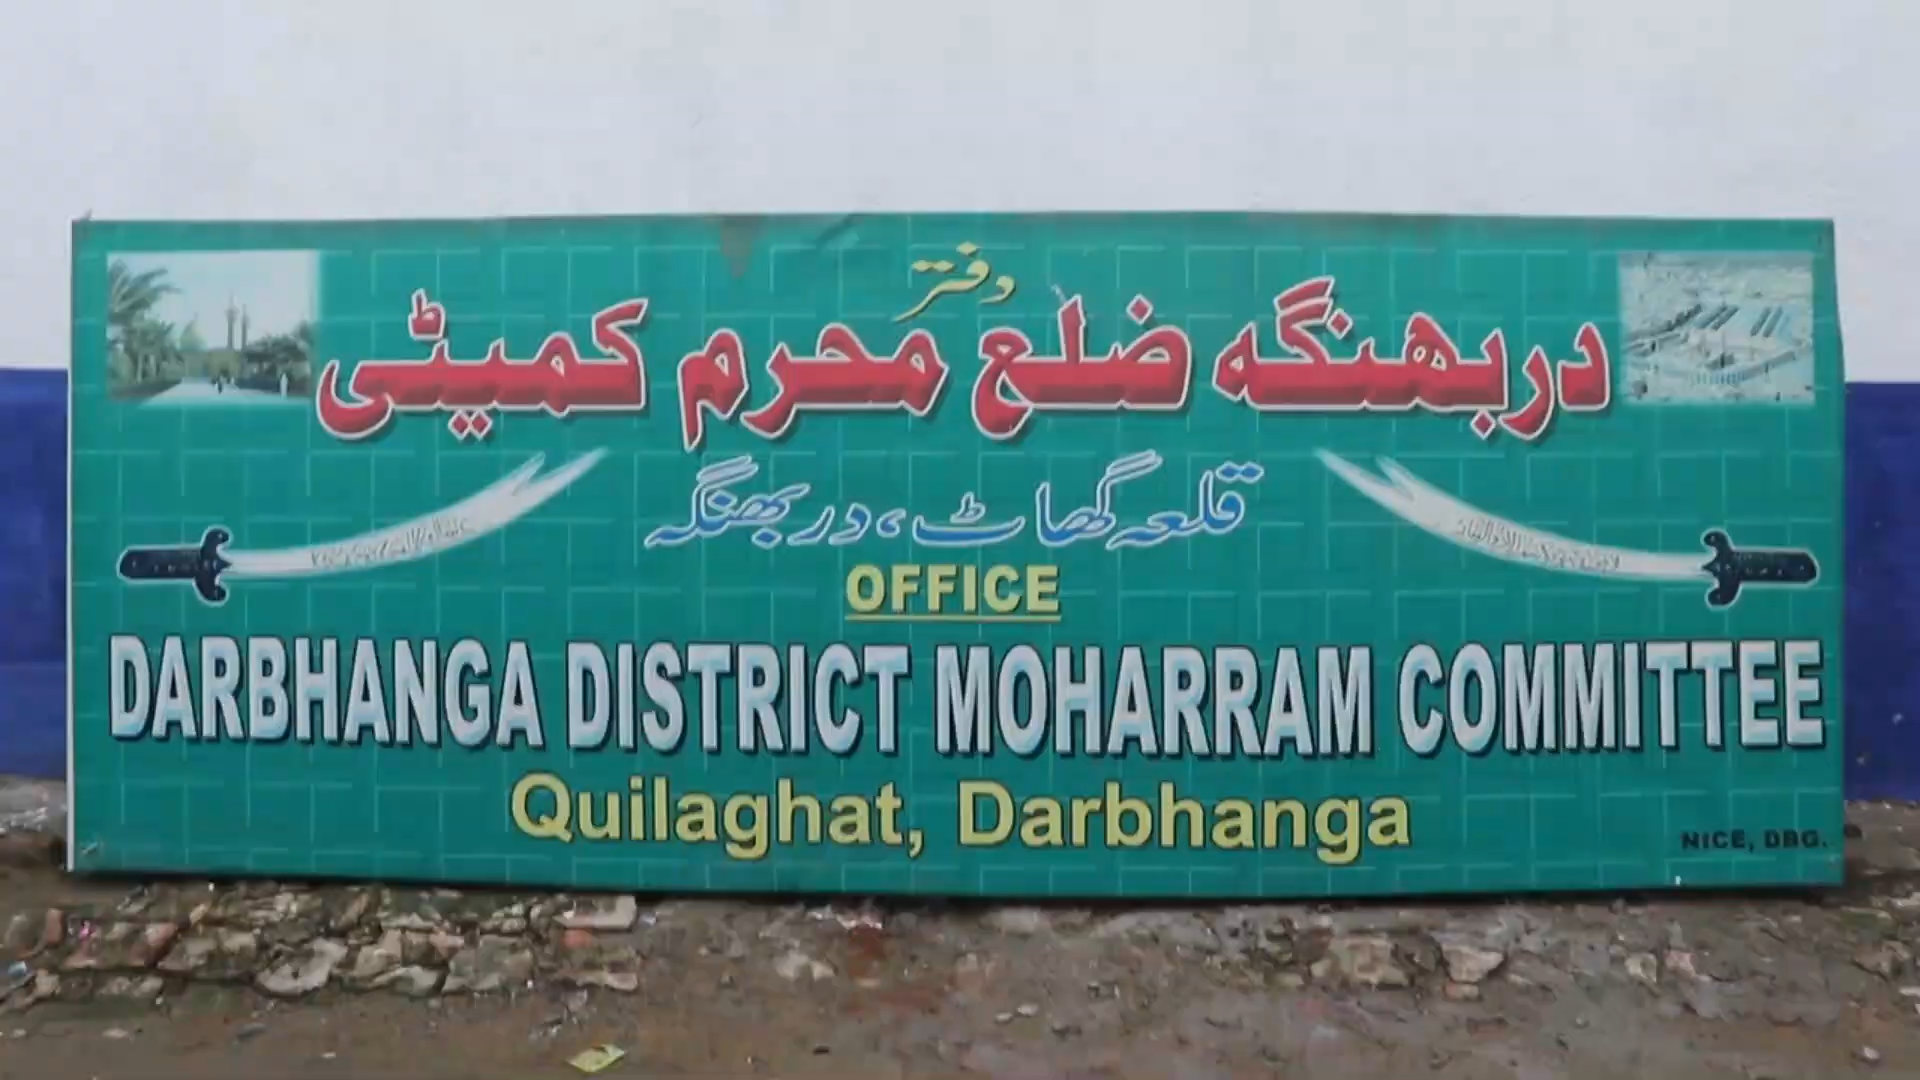 دفتر
دربھنگہ ضلع محرم کمیٹی
قلعہ گھاٹ، دربھنگہ
OFFICE
DARBHANGA DISTRICT MOHARRAM COMMITTEE
Quilaghat, Darbhanga
NICE, DBG.